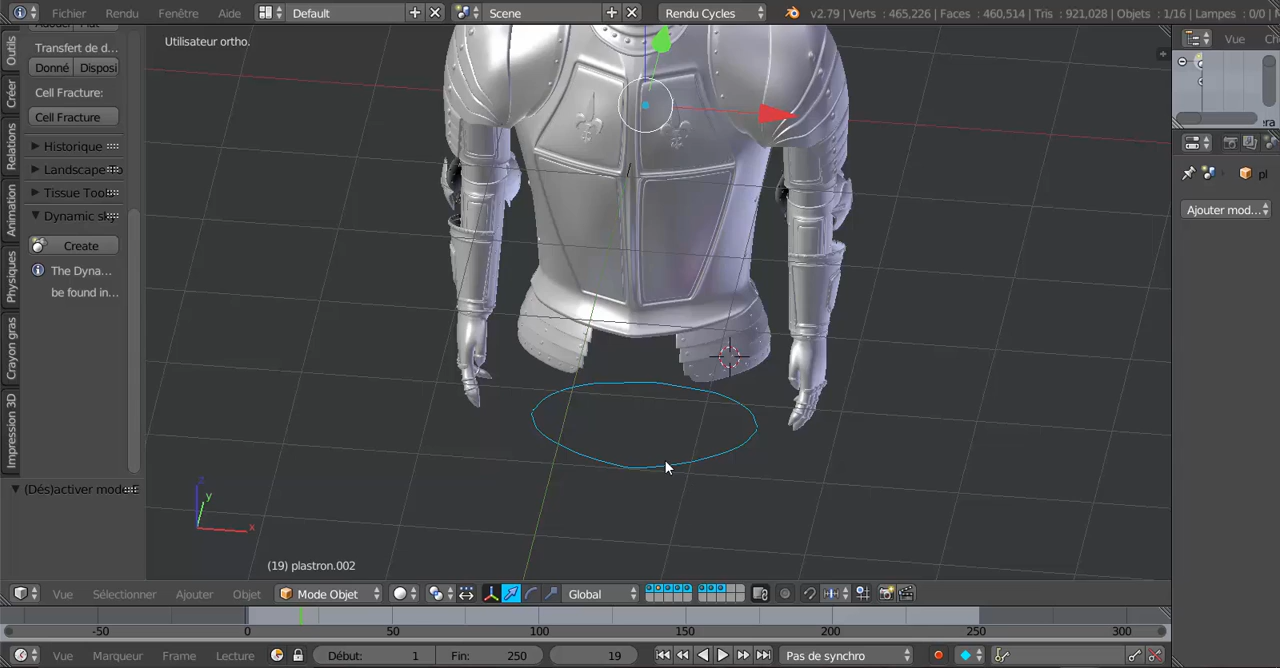 Fichier Rendu Fenêtre Aide Default Scene Rendu Cycles v2.79 | Verts : 465,226 | Faces : 460,514 | Tris : 921,028 | Objets : 1/16 | Lampes : 0/0 |
Utilisateur ortho.
Outils
Créer
Relations
Animation
Physiques
Crayon gras
Impression 3D
Transfert de d...
Donné Disposi
Cell Fracture:
Cell Fracture
Historique
Landscape
Tissue Tool
Dynamic sk
Create
The Dyna...
be found in...
(Dés)activer mode
z
y
x
(19) plastron.002
Vue
Ajouter mod...
Vue Sélectionner Ajouter Objet Mode Objet Global
-50 0 50 100 150 200 250 300
Vue Marqueur Frame Lecture Début: 1 Fin: 250 19 Pas de synchro